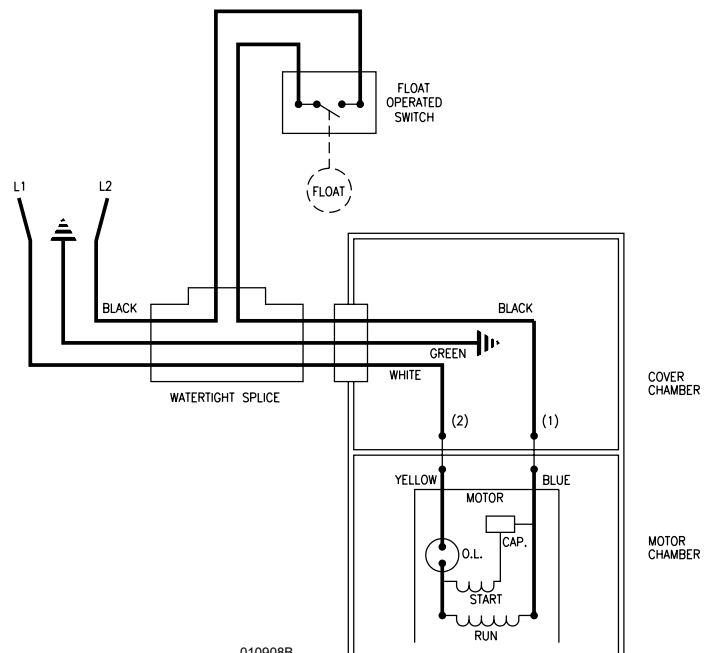 FLOAT
OPERATED
SWITCH
FLOAT
L1
L2
BLACK
BLACK
GREEN
WHITE
WATERTIGHT SPLICE
COVER
CHAMBER
(2)
(1)
YELLOW
BLUE
MOTOR
CAP.
O.L.
MOTOR
CHAMBER
START
RUN
010908B